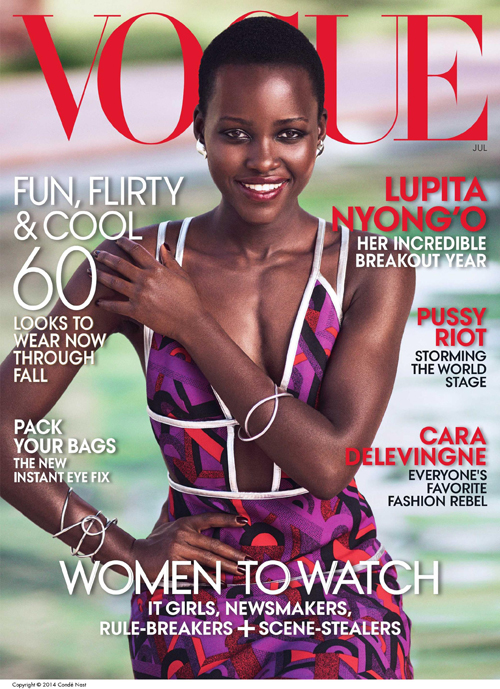 VOGUE
JUL
FUN, FLIRTY
& COOL
60
LOOKS TO
WEAR NOW
THROUGH
FALL
PACK
YOUR BAGS
THE NEW
INSTANT EYE FIX
LUPITA
NYONG'O
HER INCREDIBLE
BREAKOUT YEAR
PUSSY
RIOT
STORMING
THE WORLD
STAGE
CARA
DELEVINGNE
EVERYONE'S
FAVORITE
FASHION REBEL
WOMEN TO WATCH
IT GIRLS, NEWSMAKERS,
RULE-BREAKERS + SCENE-STEALERS
Copyright © 2014 Condé Nast